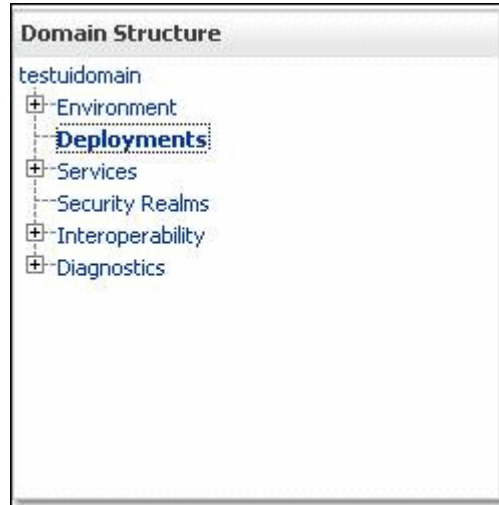 Domain Structure
testuidomain
Environment
Deployments
Services
Security Realms
Interoperability
Diagnostics